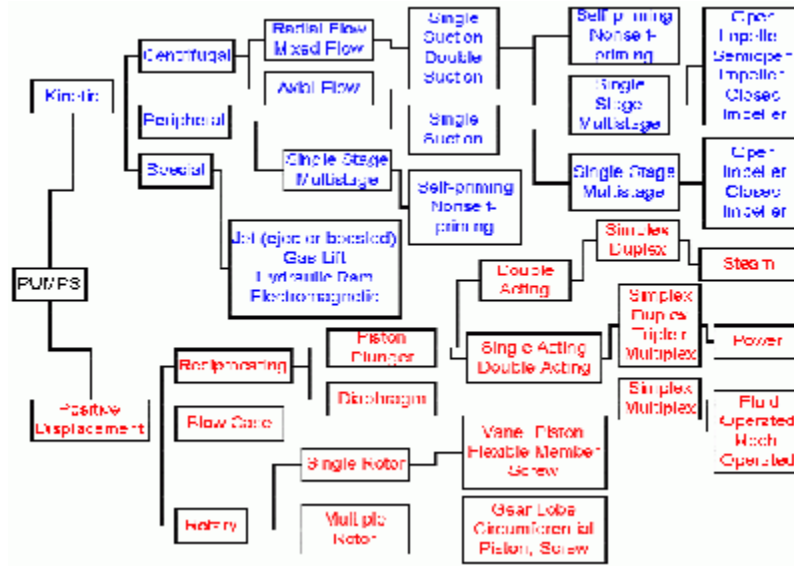 PUMPS
Kinetic
Centrifugal
Radial Flow
Mixed Flow
Single
Suction
Double
Suction
Self-priming
Nonself-
priming
Open
Impeller
Semiopen
Impeller
Closed
Impeller
Single
Stage
Multistage
Axial Flow
Single
Suction
Single Stage
Multistage
Open
Impeller
Closed
Impeller
Peripheral
Single Stage
Multistage
Self-priming
Nonself-
priming
Special
Jet (ejector boosted)
Gas Lift
Hydraulic Ram
Electromagnetic
Positive
Displacement
Reciprocating
Piston
Plunger
Double
Acting
Simplex
Duplex
Steam
Single Acting
Double Acting
Simplex
Duplex
Triplex
Multiplex
Power
Diaphragm
Simplex
Multiplex
Fluid
Operated
Mech
Operated
Blow Case
Rotary
Single Rotor
Vane, Piston
Flexible Member
Screw
Multiple
Rotor
Gear Lobe
Circumferential
Piston, Screw